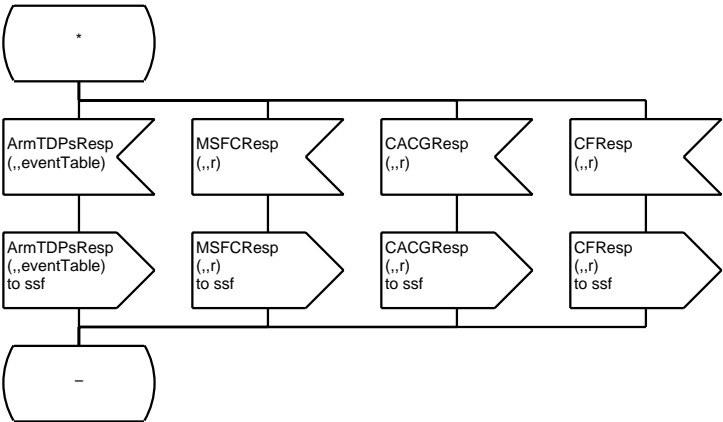 *
ArmTDPsResp
(,,eventTable)
MSFCResp
(,,r)
CACGResp
(,,r)
CFResp
(,,r)
ArmTDPsResp
(,,eventTable)
to ssf
MSFCResp
(,,r)
to ssf
CACGResp
(,,r)
to ssf
CFResp
(,,r)
to ssf
–